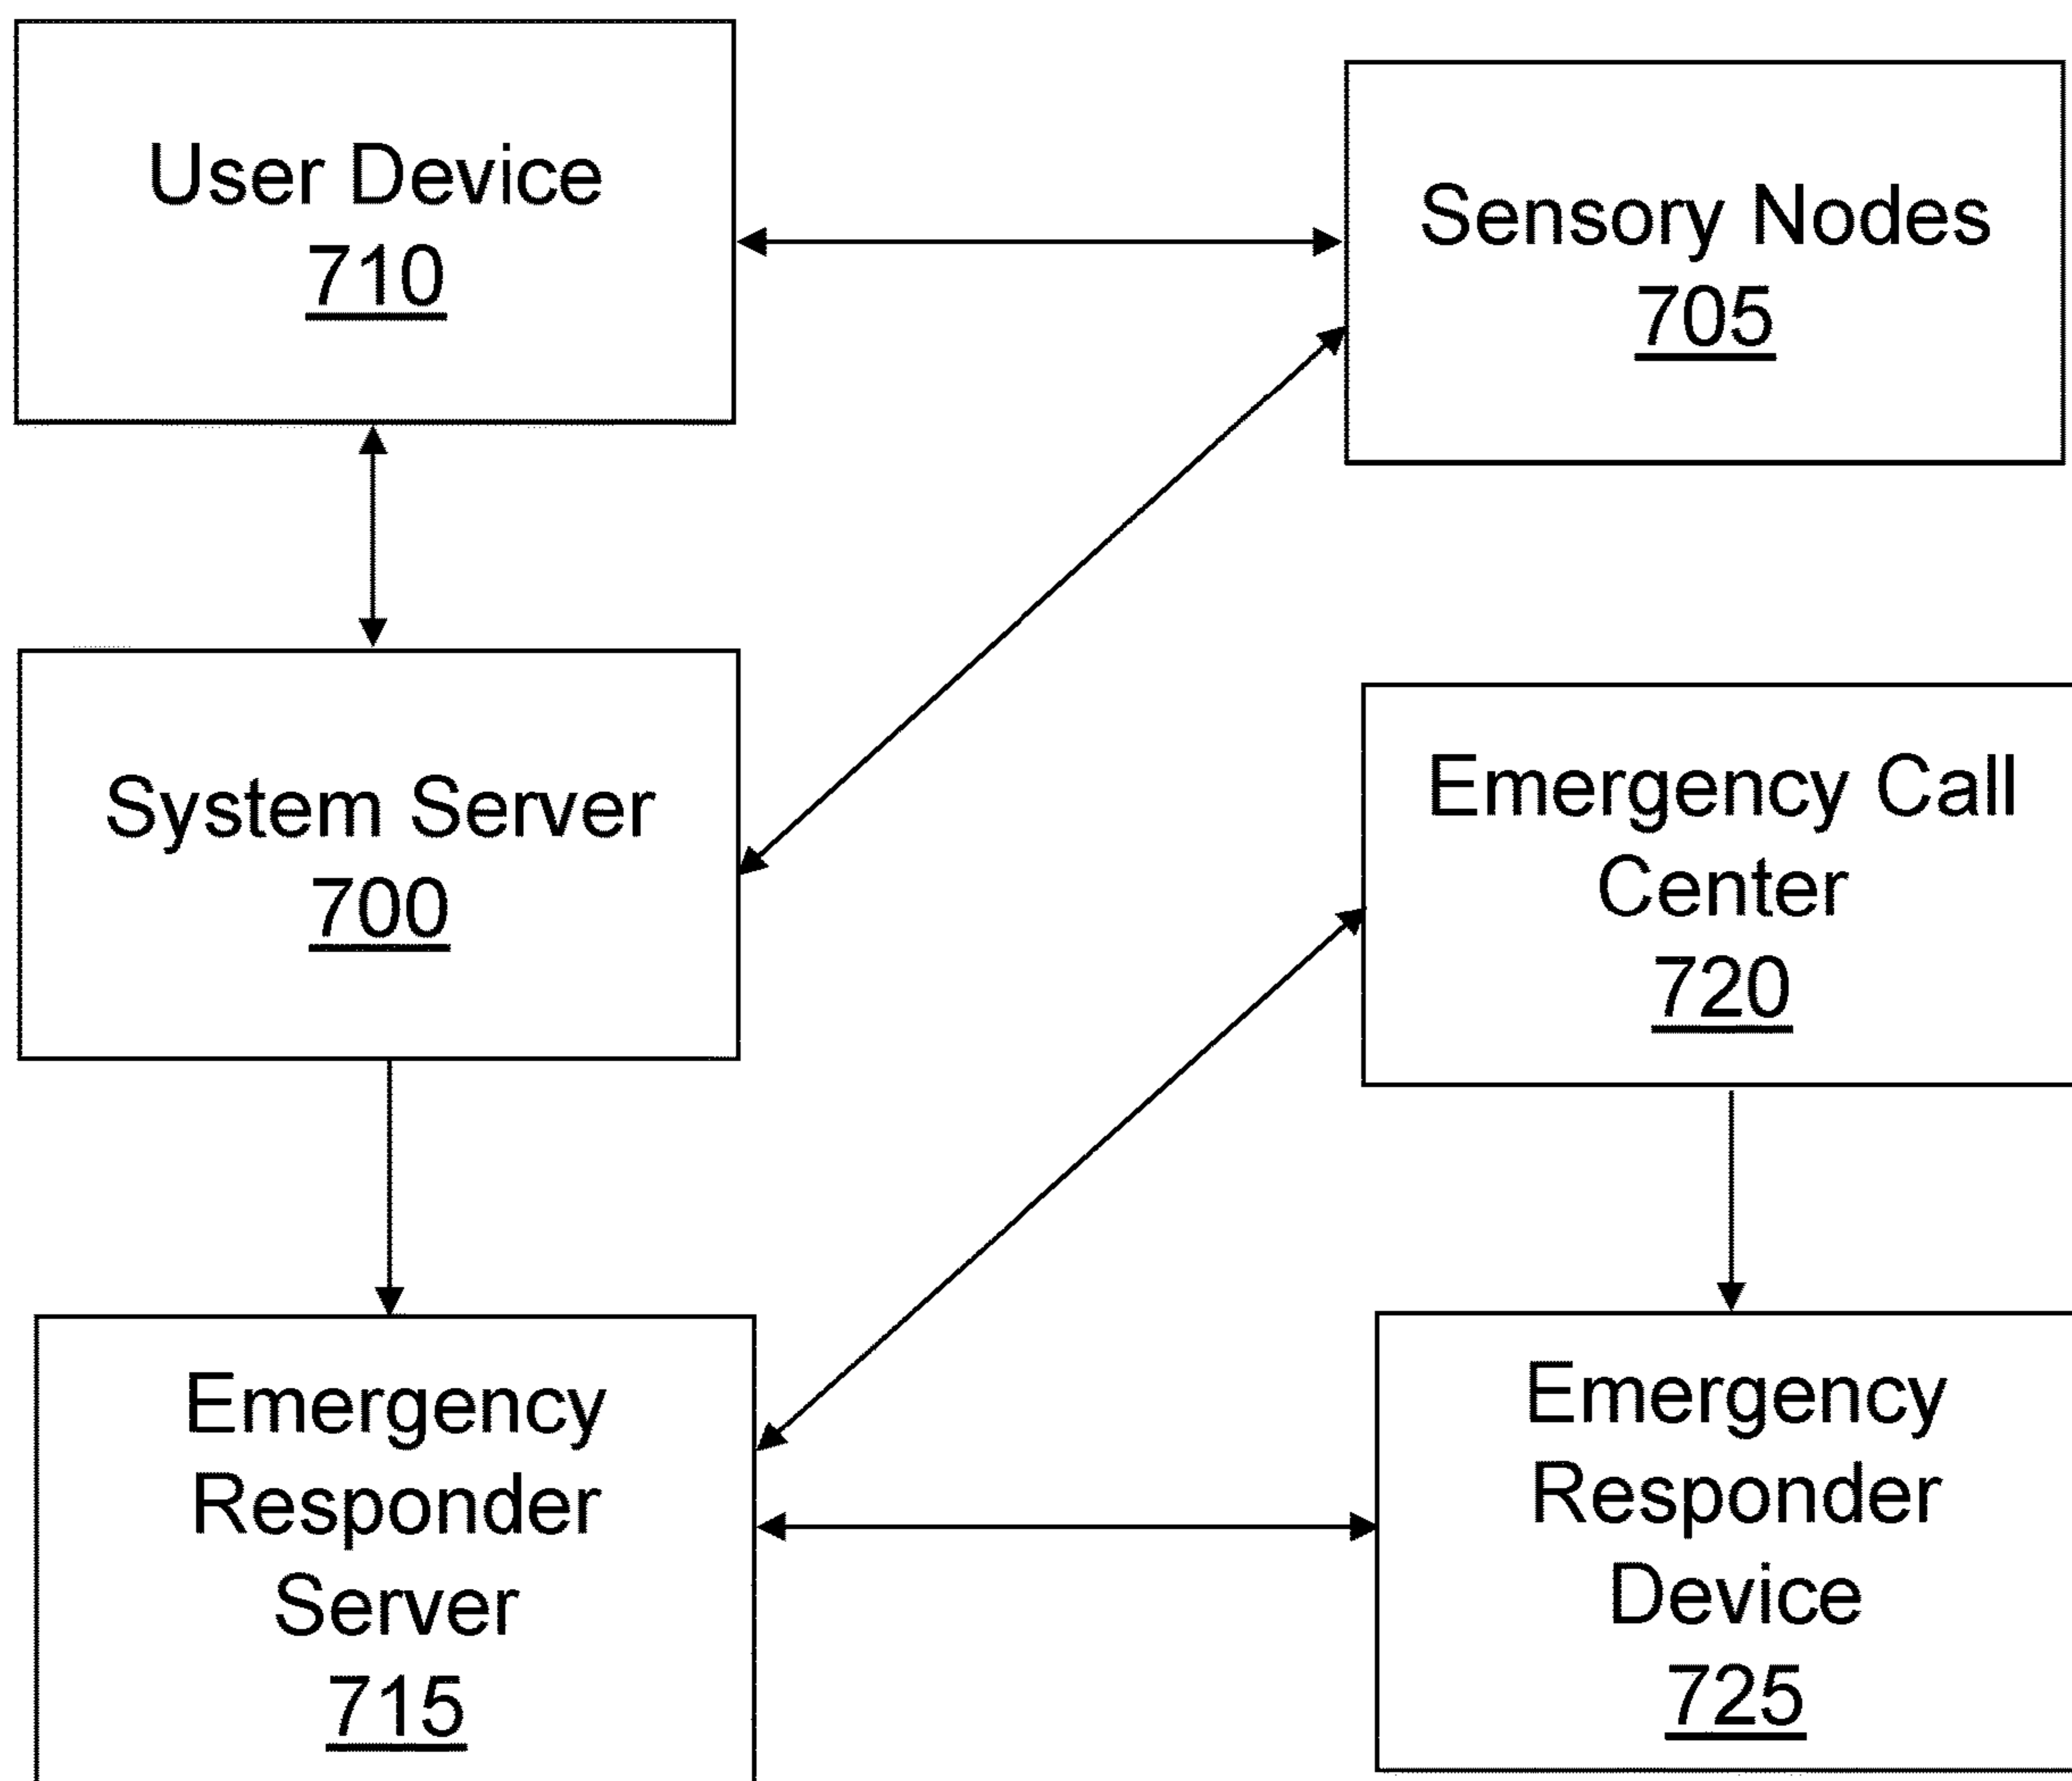 User Device
710
Sensory Nodes
705
System Server
700
Emergency Call
Center
720
Emergency
Responder
Server
715
Emergency
Responder
Device
725